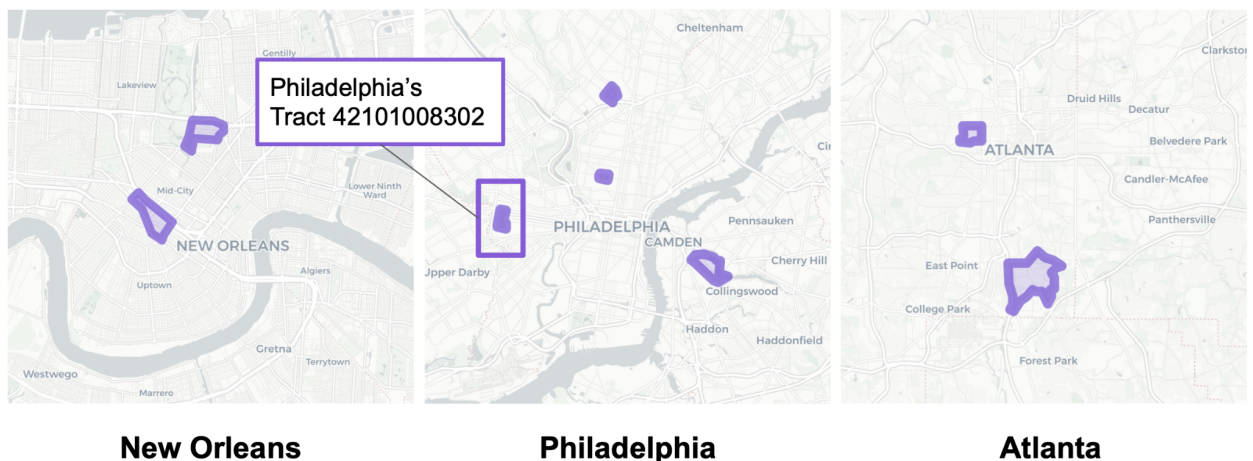 Gentilly
Lakeview
Mid-City
Lower Ninth
Ward
NEW ORLEANS
Algiers
Uptown
Gretna
Westwego
Terrytown
Marrero
Philadelphia’s
Tract 42101008302
Cheltenham
PHILADELPHIA
Pennsauken
CAMDEN
Cherry Hill
Upper Darby
Collingswood
Haddon
Haddonfield
Clarkston
Druid Hills
Decatur
ATLANTA
Belvedere Park
Candler-McAfee
Panthersville
East Point
College Park
Forest Park
New Orleans
Philadelphia
Atlanta